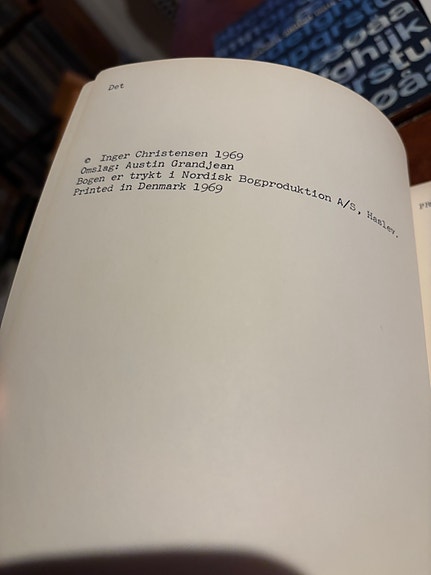 Det
© Inger Christensen 1969
Omslag: Austin Grandjean
Bogen er trykt i Nordisk Bogproduktion A/S, Haslev.
Printed in Denmark 1969